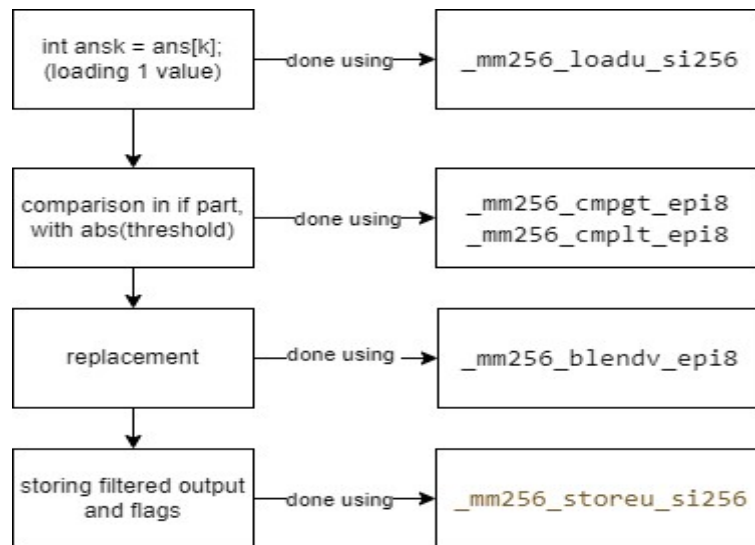 int ansk = ans[k];
(loading 1 value)
done using
_mm256_loadu_si256
comparison in if part,
with abs(threshold)
done using
_mm256_cmpgt_epi8
_mm256_cmplt_epi8
replacement
done using
_mm256_blendv_epi8
storing filtered output
and flags
done using
_mm256_storeu_si256